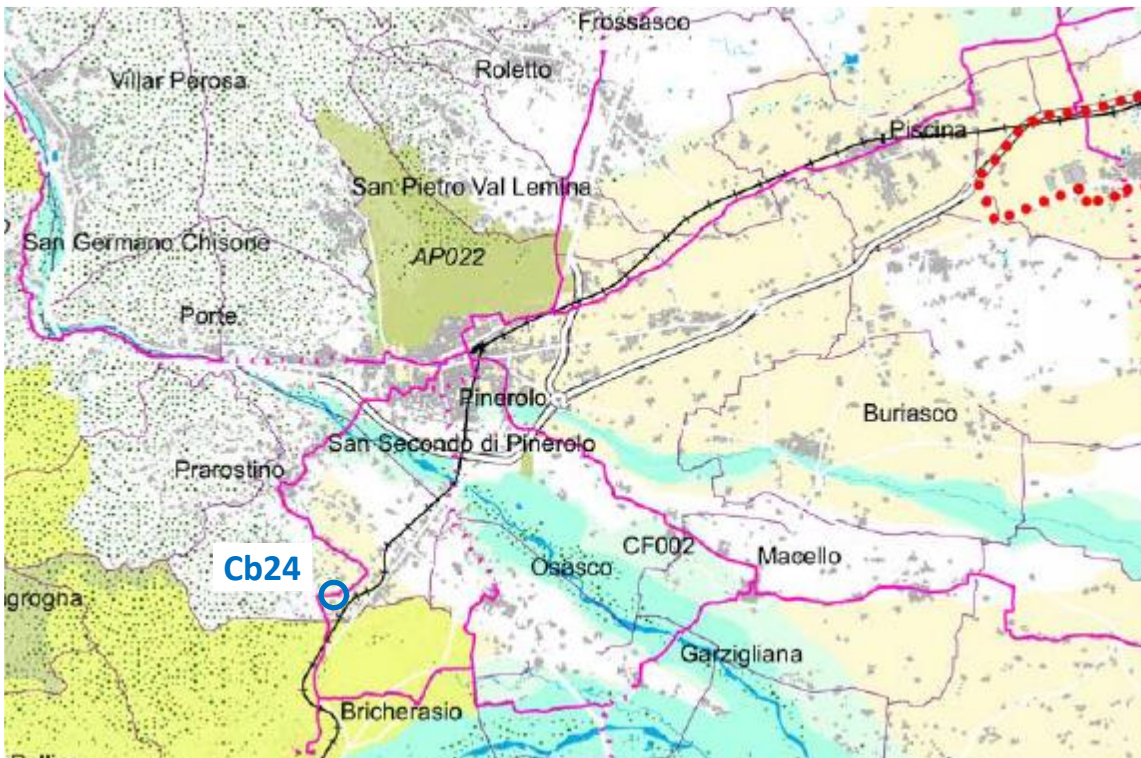 Frossasco
Roletto
Villar Perosa
Piscina
San Pietro Val Lemina
San Germano Chisone
AP022
Porte
Pinerolo
Buriasco
San Secondo di Pinerolo
Prarostino
CF002
Macello
Cb24
Osasco
grogna
Garzigliana
Bricherasio